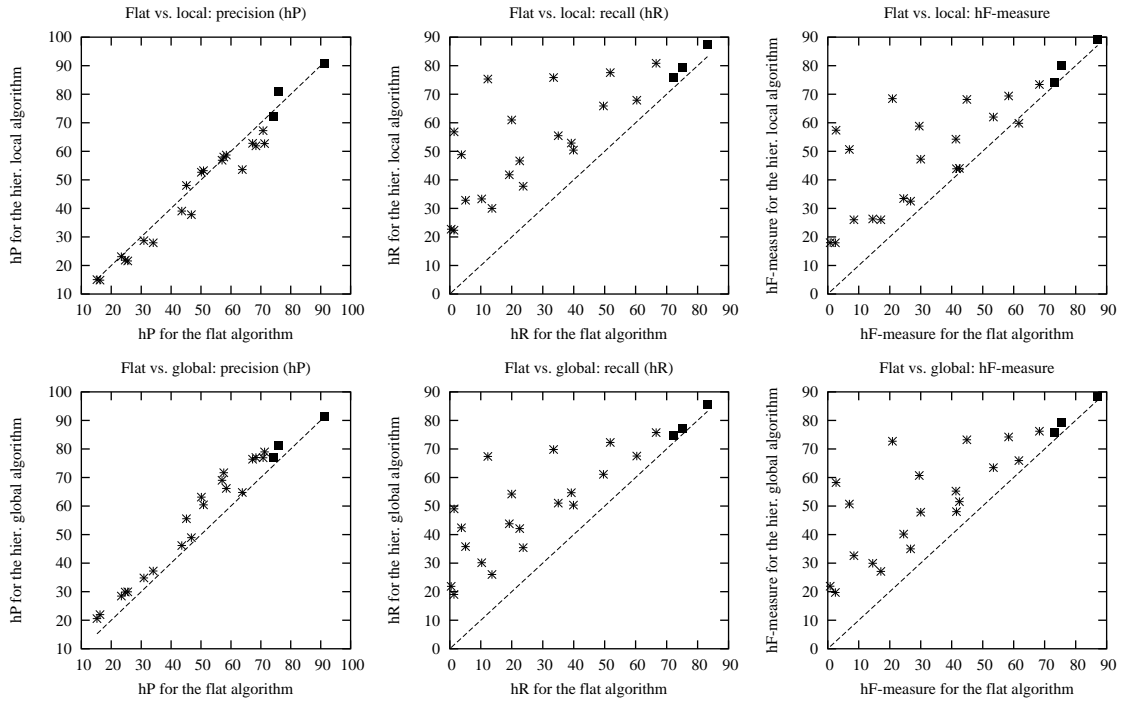 Flat vs. local: precision (hP)
100
90
80
70
60
50
40
30
20
10
10 20 30 40 50 60 70 80 90 100
hP for the hier. local algorithm
hP for the flat algorithm
Flat vs. local: recall (hR)
90
80
70
60
50
40
30
20
10
0
0 10 20 30 40 50 60 70 80 90
hR for the hier. local algorithm
hR for the flat algorithm
Flat vs. local: hF-measure
90
80
70
60
50
40
30
20
10
0
0 10 20 30 40 50 60 70 80 90
hF-measure for the hier. local algorithm
hF-measure for the flat algorithm
Flat vs. global: precision (hP)
100
90
80
70
60
50
40
30
20
10
10 20 30 40 50 60 70 80 90 100
hP for the hier. global algorithm
hP for the flat algorithm
Flat vs. global: recall (hR)
90
80
70
60
50
40
30
20
10
0
0 10 20 30 40 50 60 70 80 90
hR for the hier. global algorithm
hR for the flat algorithm
Flat vs. global: hF-measure
90
80
70
60
50
40
30
20
10
0
0 10 20 30 40 50 60 70 80 90
hF-measure for the hier. global algorithm
hF-measure for the flat algorithm